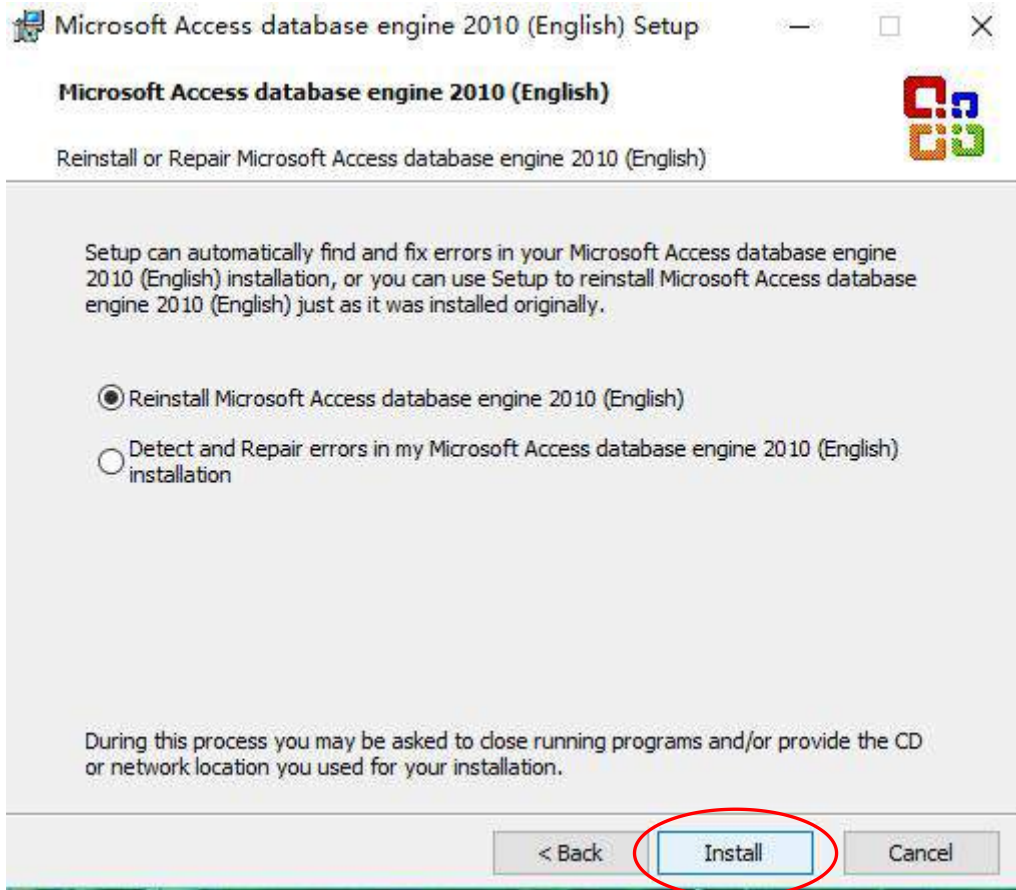 Microsoft Access database engine 2010 (English) Setup
Microsoft Access database engine 2010 (English)
Reinstall or Repair Microsoft Access database engine 2010 (English)
Setup can automatically find and fix errors in your Microsoft Access database engine
2010 (English) installation, or you can use Setup to reinstall Microsoft Access database
engine 2010 (English) just as it was installed originally.
Reinstall Microsoft Access database engine 2010 (English)
Detect and Repair errors in my Microsoft Access database engine 2010 (English)
installation
During this process you may be asked to close running programs and/or provide the CD
or network location you used for your installation.
< Back Install Cancel